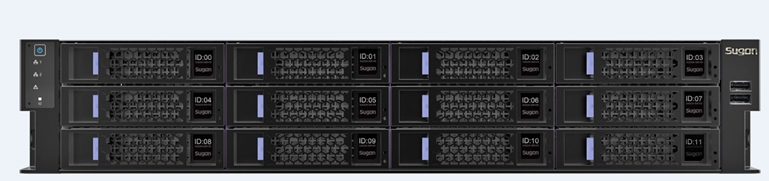 Sugon
ID:00
Sugon
ID:01
Sugon
ID:02
Sugon
ID:03
Sugon
ID:04
Sugon
ID:05
Sugon
ID:06
Sugon
ID:07
Sugon
ID:08
Sugon
ID:09
Sugon
ID:10
Sugon
ID:11
Sugon